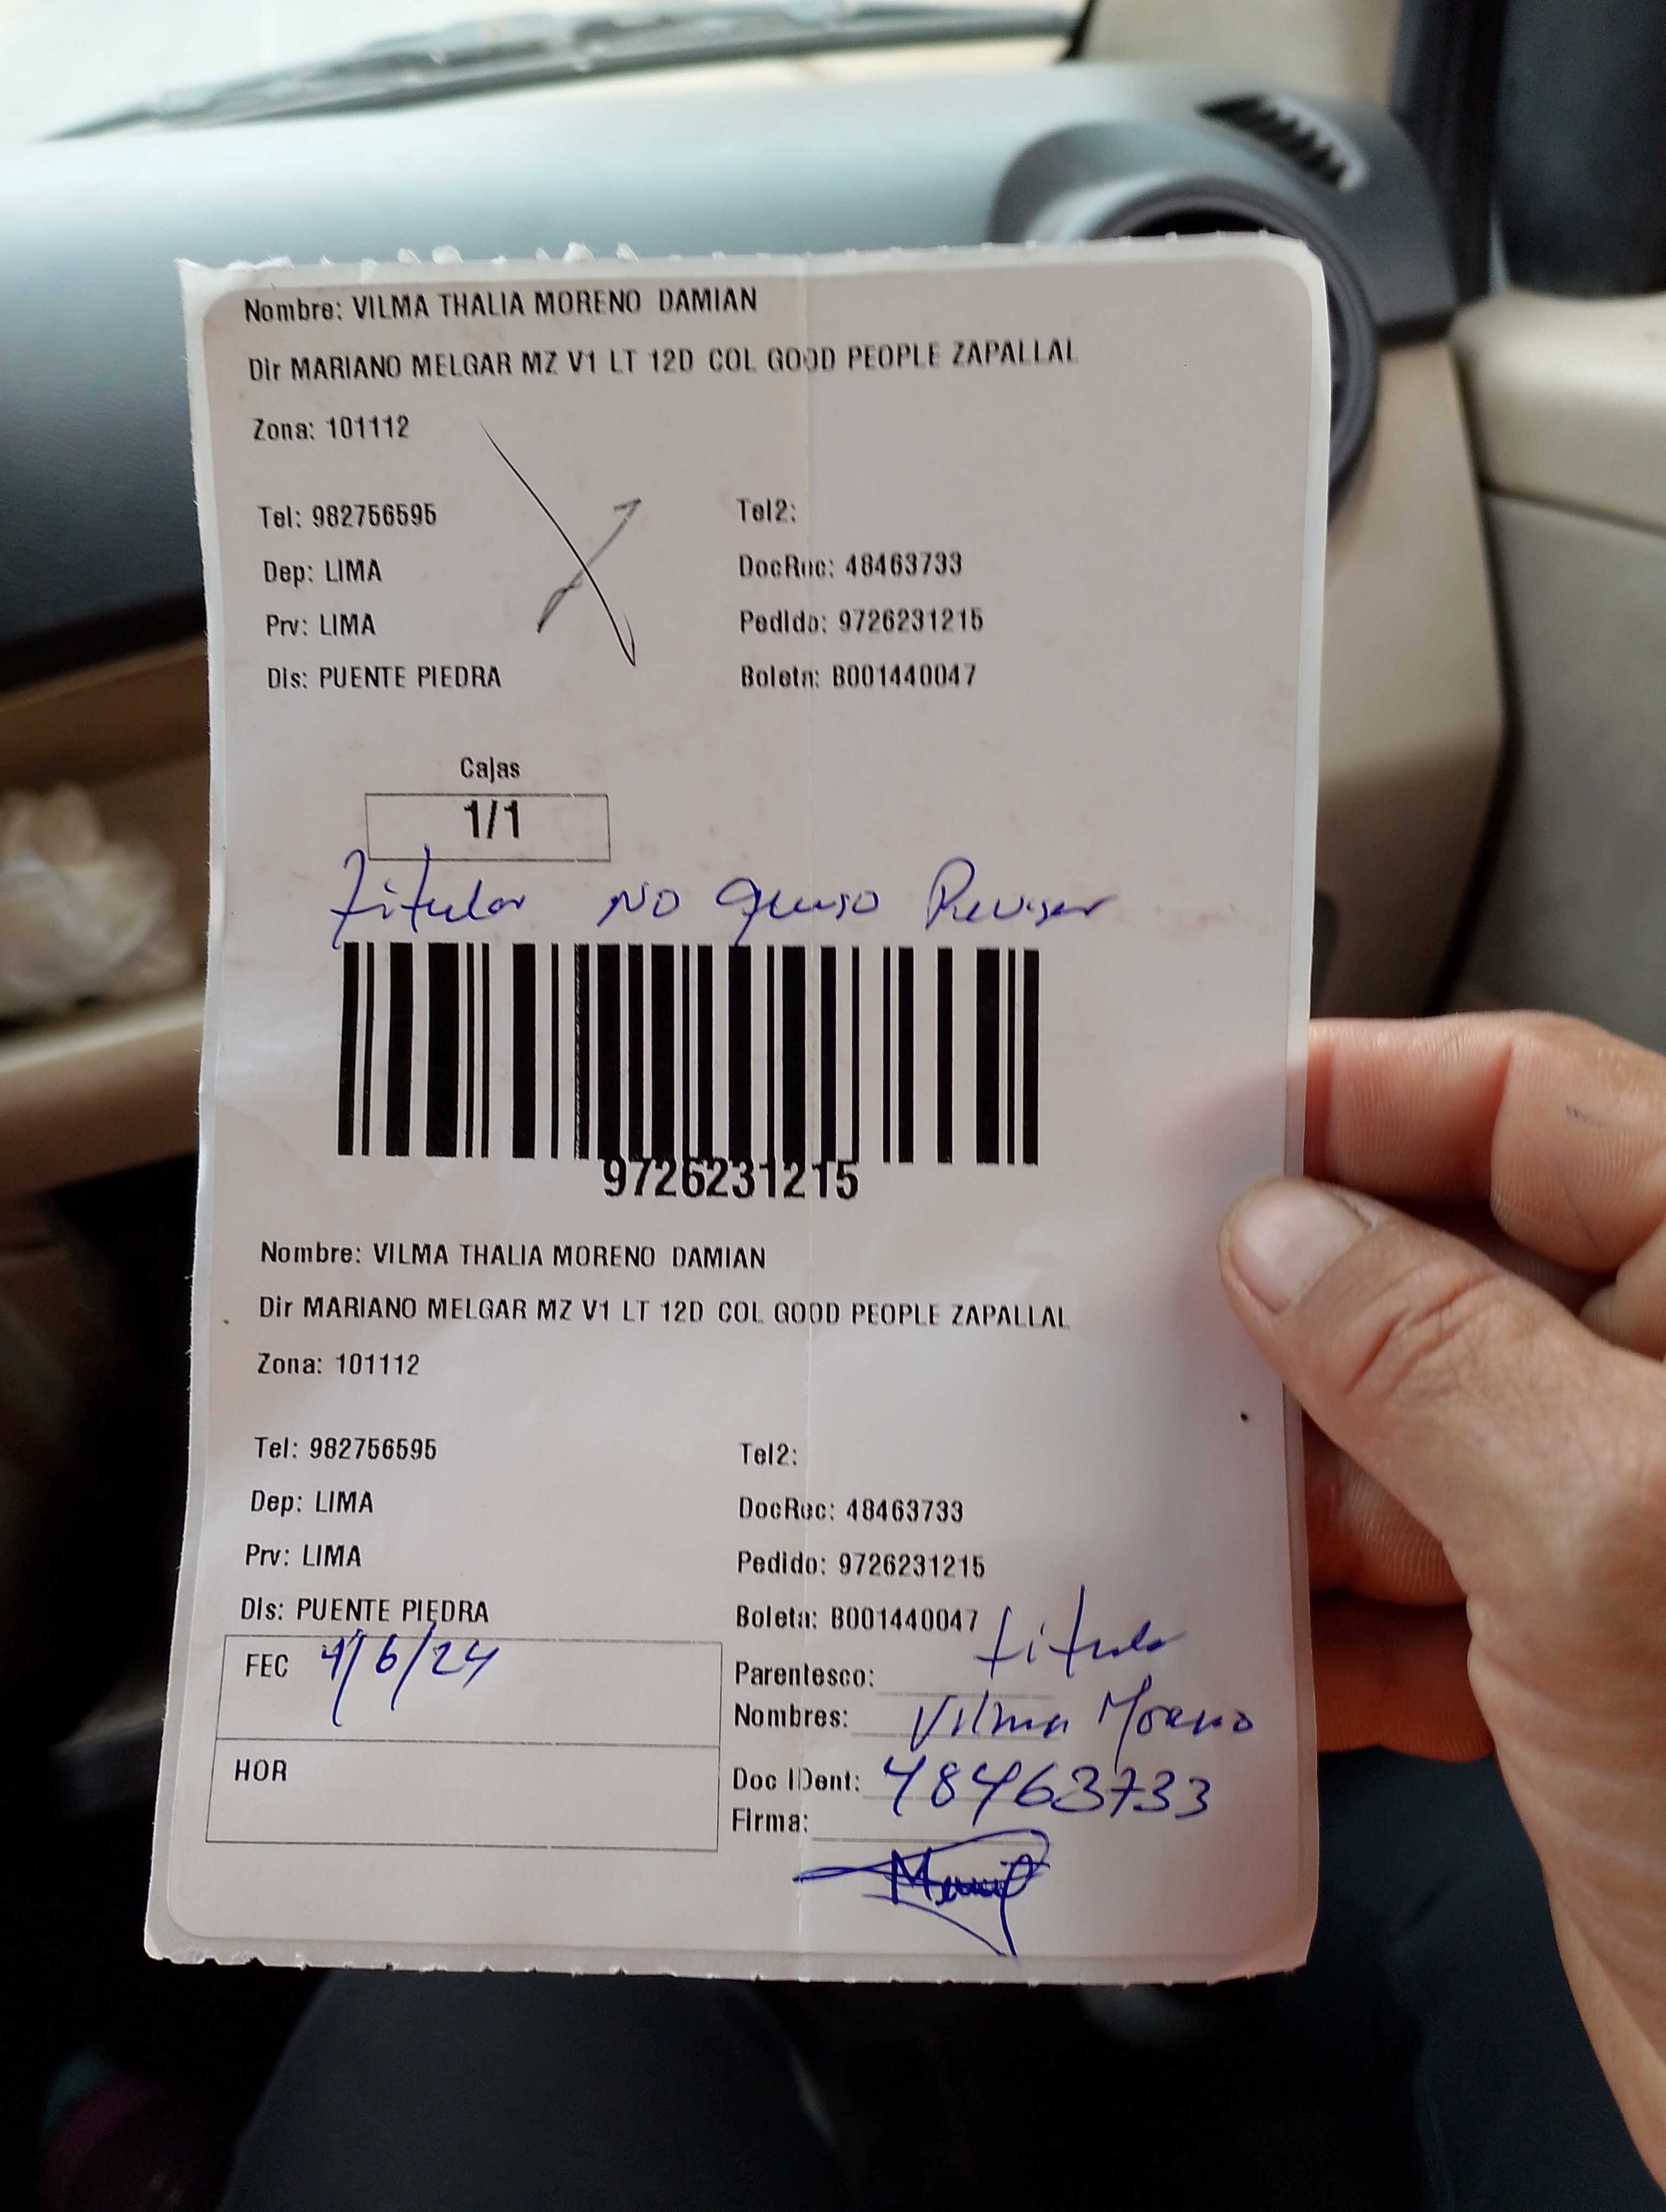 Nombre: VILMA THALIA MORENO DAMIAN
Dir MARIANO MELGAR MZ V1 LT 12D COL GOOD PEOPLE ZAPALLAL
Zona: 101112
Tel: 982756595
Tel2:
Dep: LIMA
DocRec: 48463733
Prv: LIMA
Pedido: 9726231215
Dis: PUENTE PIEDRA
Boleta: B001440047
Cajas
1/1
titular NO Quiso Revisar
9726231215
Nombre: VILMA THALIA MORENO DAMIAN
Dir MARIANO MELGAR MZ V1 LT 12D COL GOOD PEOPLE ZAPALLAL
Zona: 101112
Tel: 982756595
Tel2:
Dep: LIMA
DocRec: 48463733
Prv: LIMA
Pedido: 9726231215
Dis: PUENTE PIEDRA
Boleta: B001440047
FEC /6/24
Parentesco: titular
Nombres: Vilma Moreno
HOR
Doc IDent: 48463733
Firma: